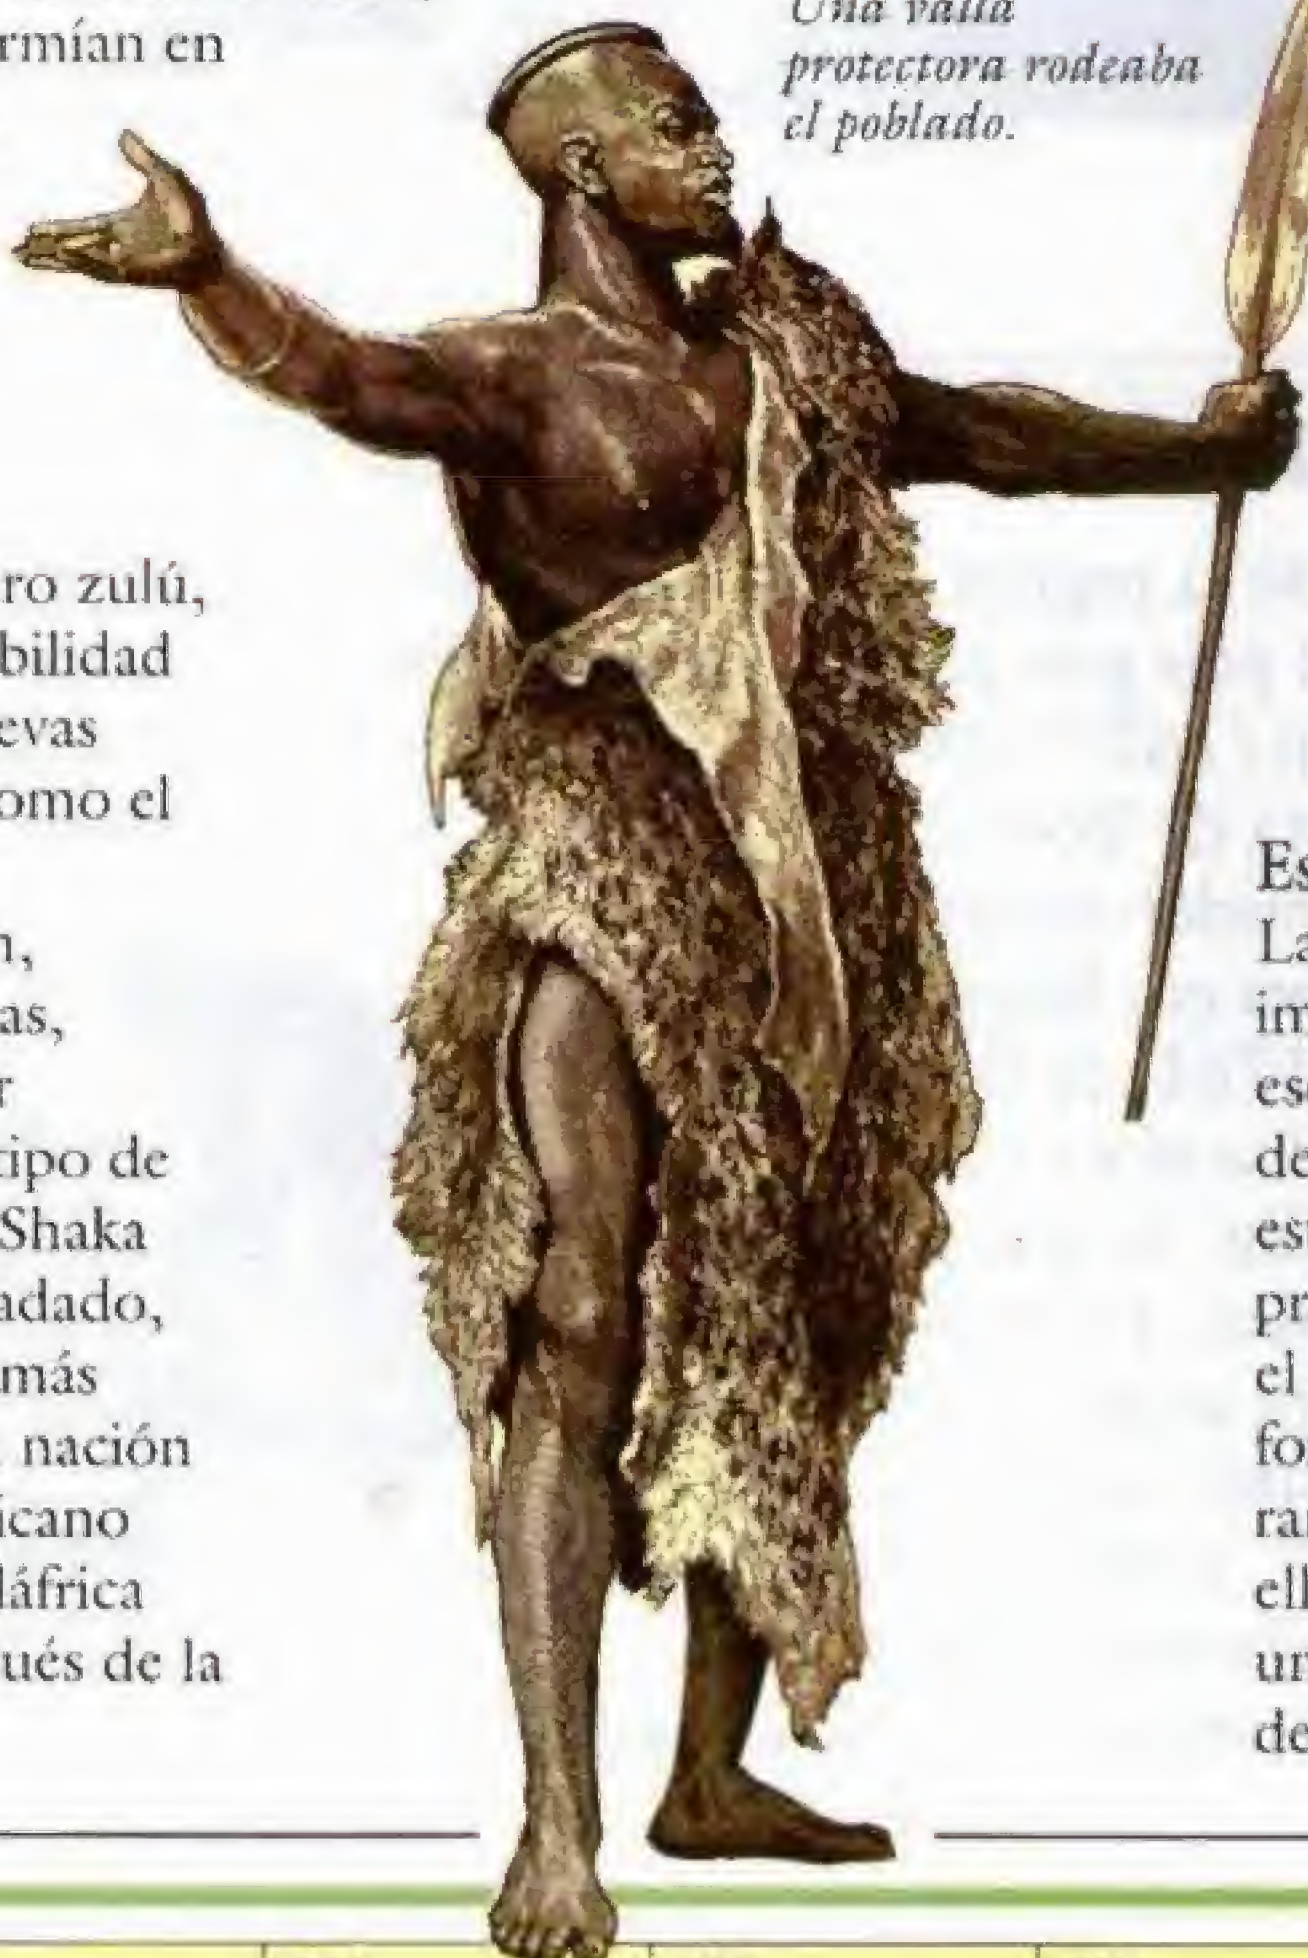 rmían en
Una valla
protectora rodeaba
el poblado.
ro zulú,
bilidad
evas
omo el
n,
as,
r
tipo de
Shaka
adado,
más
nación
icano
dáfrica
ués de la
Es
La
im
es
de
es
pr
el
fo
ra
ell
un
de